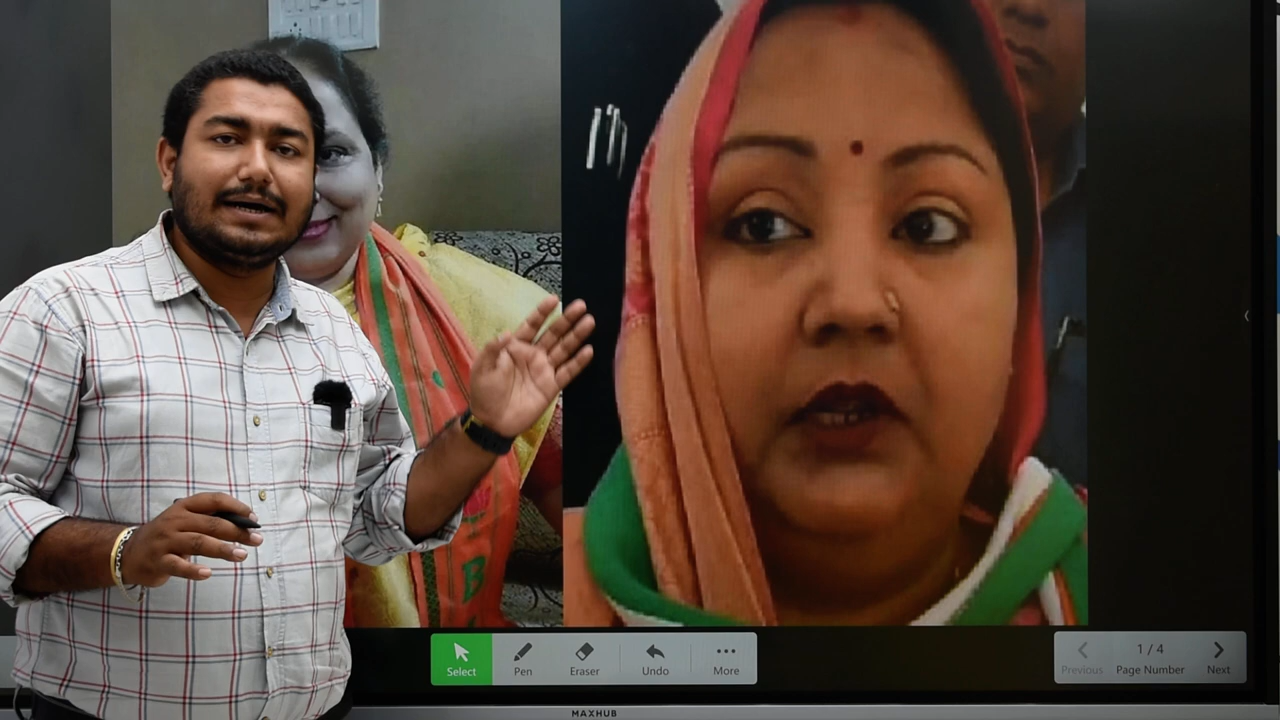 B
Select
Pen
Eraser
Undo
More
Previous
1 / 4
Page Number
Next
MAXHUB